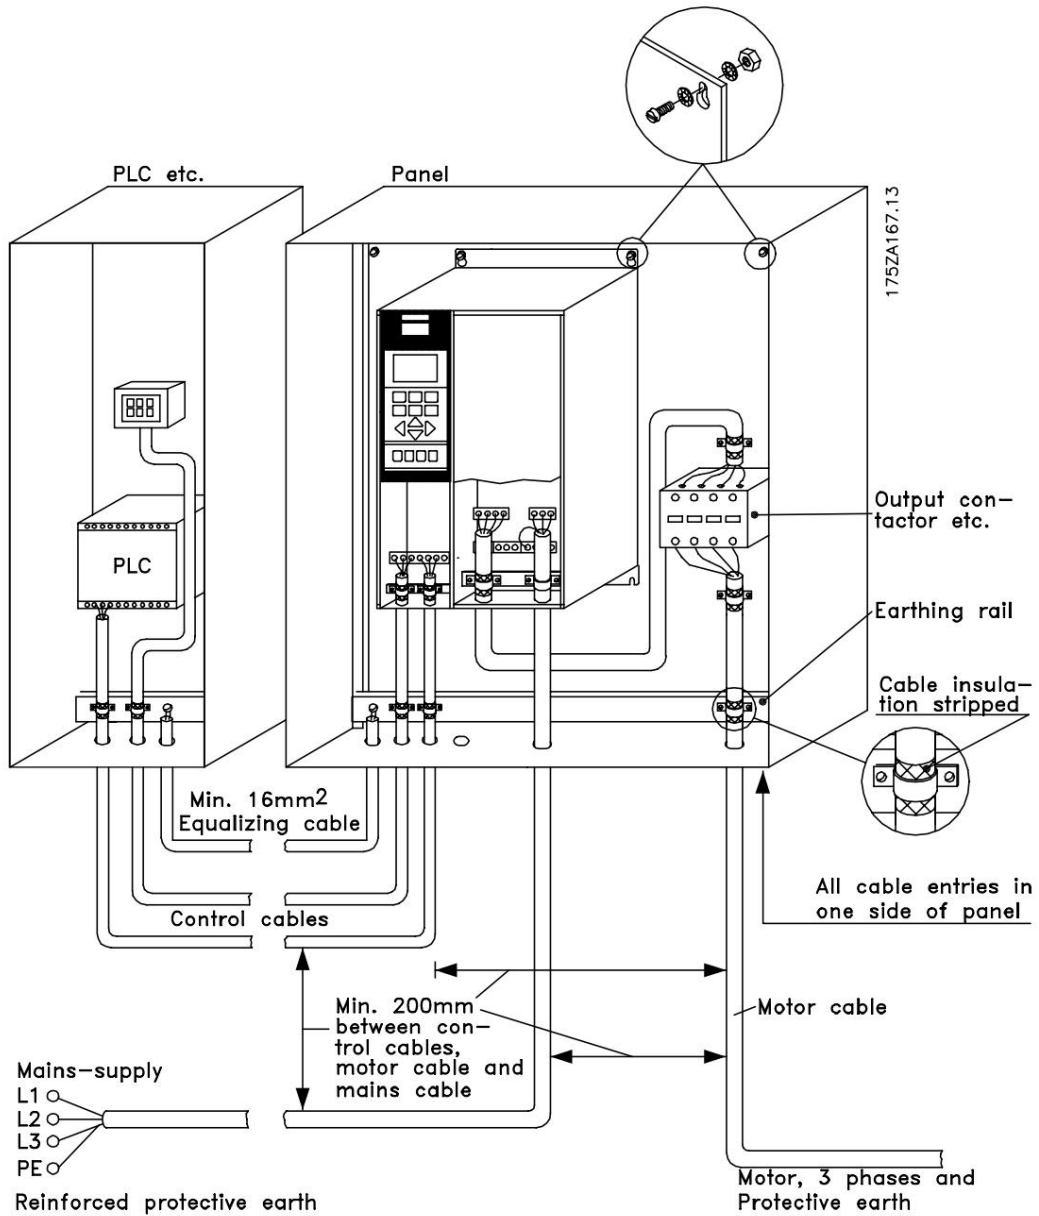 PLC etc.
Panel
175ZA167.13
PLC
Output con-
tactor etc.
Earthing rail
Cable insula-
tion stripped
Min. 16mm2
Equalizing cable
All cable entries in
one side of panel
Control cables
Min. 200mm
between con-
trol cables,
motor cable and
mains cable
Motor cable
Mains-supply
L1
L2
L3
PE
Reinforced protective earth
Motor, 3 phases and
Protective earth